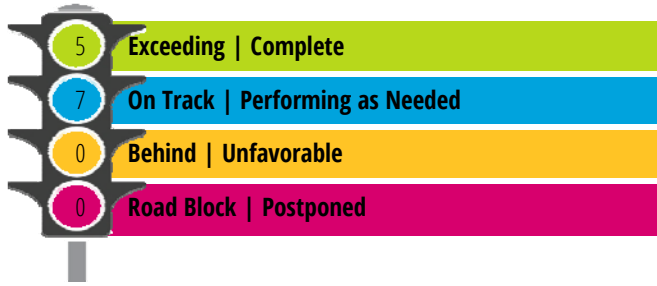 5 Exceeding | Complete
7 On Track | Performing as Needed
0 Behind | Unfavorable
0 Road Block | Postponed